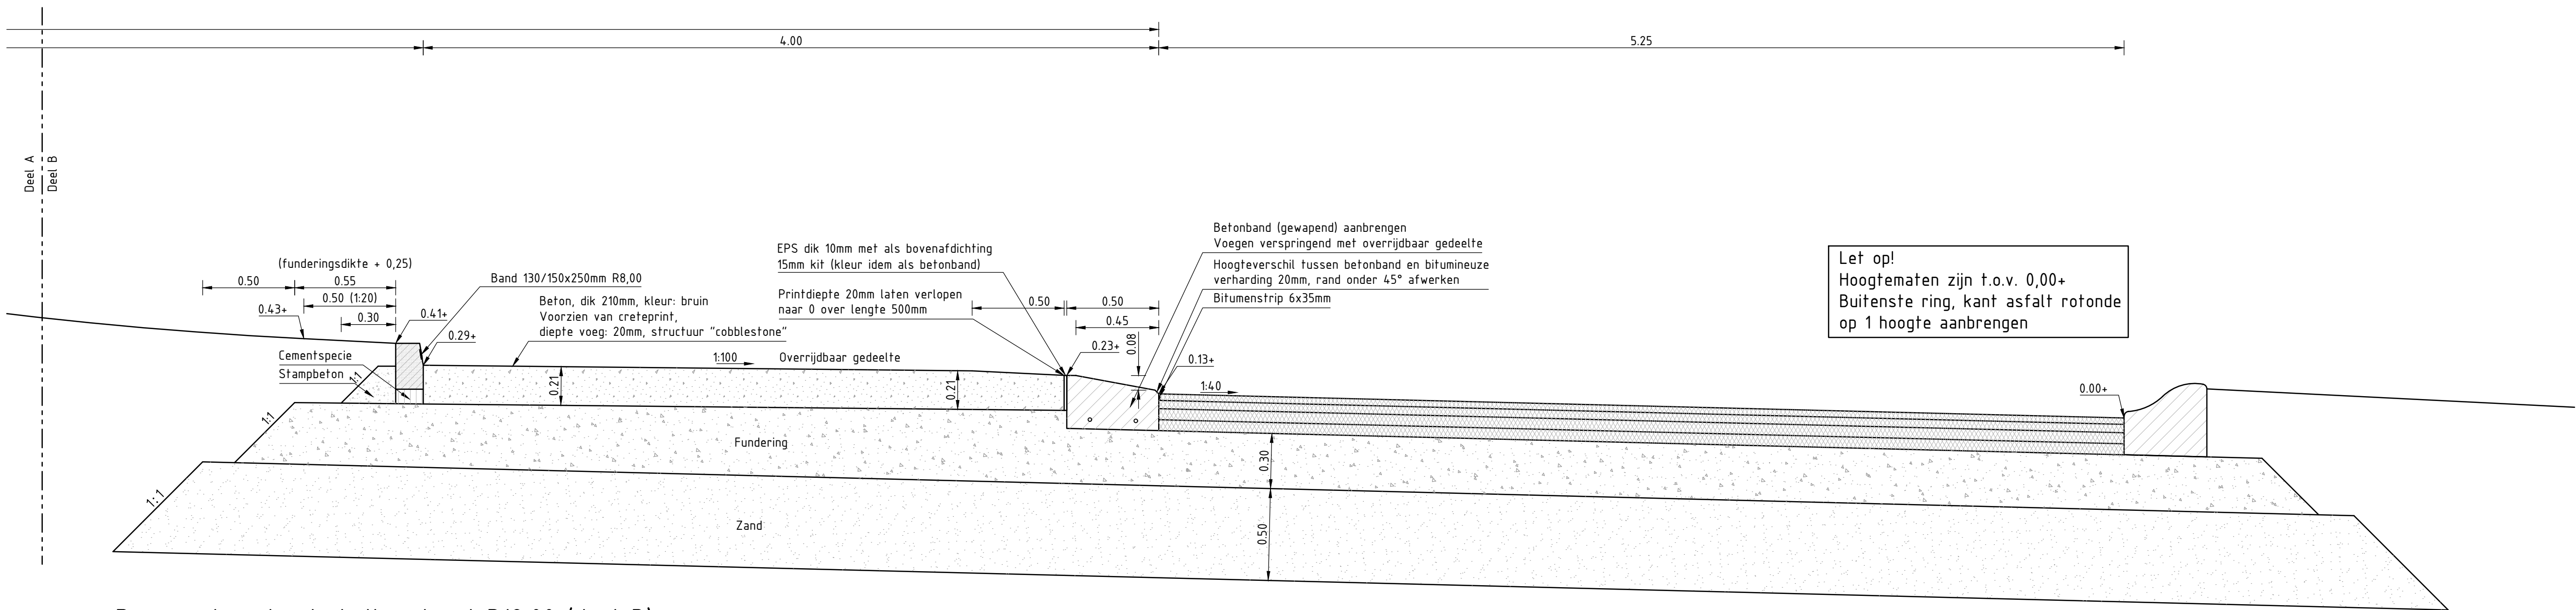 4.00
5.25
Deel A
Deel B
(funderingsdikte + 0,25)
0.50
0.55
0.50 (1:20)
0.43+
0.30
0.41+
0.29+
Band 130/150x250mm R8,00
Beton, dik 210mm, kleur: bruin
Voorzien van creteprint,
diepte voeg: 20mm, structuur "cobblestone"
Cementspecie
Stampbeton
1:1
1:1
1:1
EPS dik 10mm met als bovenafdichting
15mm kit (kleur idem als betonband)
Printdiepte 20mm laten verlopen
naar 0 over lengte 500mm
1:100
Overrijdbaar gedeelte
0.21
0.21
0.50
0.50
0.45
0.08
0.23+
0.13+
1:40
Betonband (gewapend) aanbrengen
Voegen verspringend met overrijdbaar gedeelte
Hoogteverschil tussen betonband en bitumineuze
verharding 20mm, rand onder 45° afwerken
Bitumenstrip 6x35mm
Let op!
Hoogtematen zijn t.o.v. 0,00+
Buitenste ring, kant asfalt rotonde
op 1 hoogte aanbrengen
0.00+
Fundering
0.30
Zand
0.50